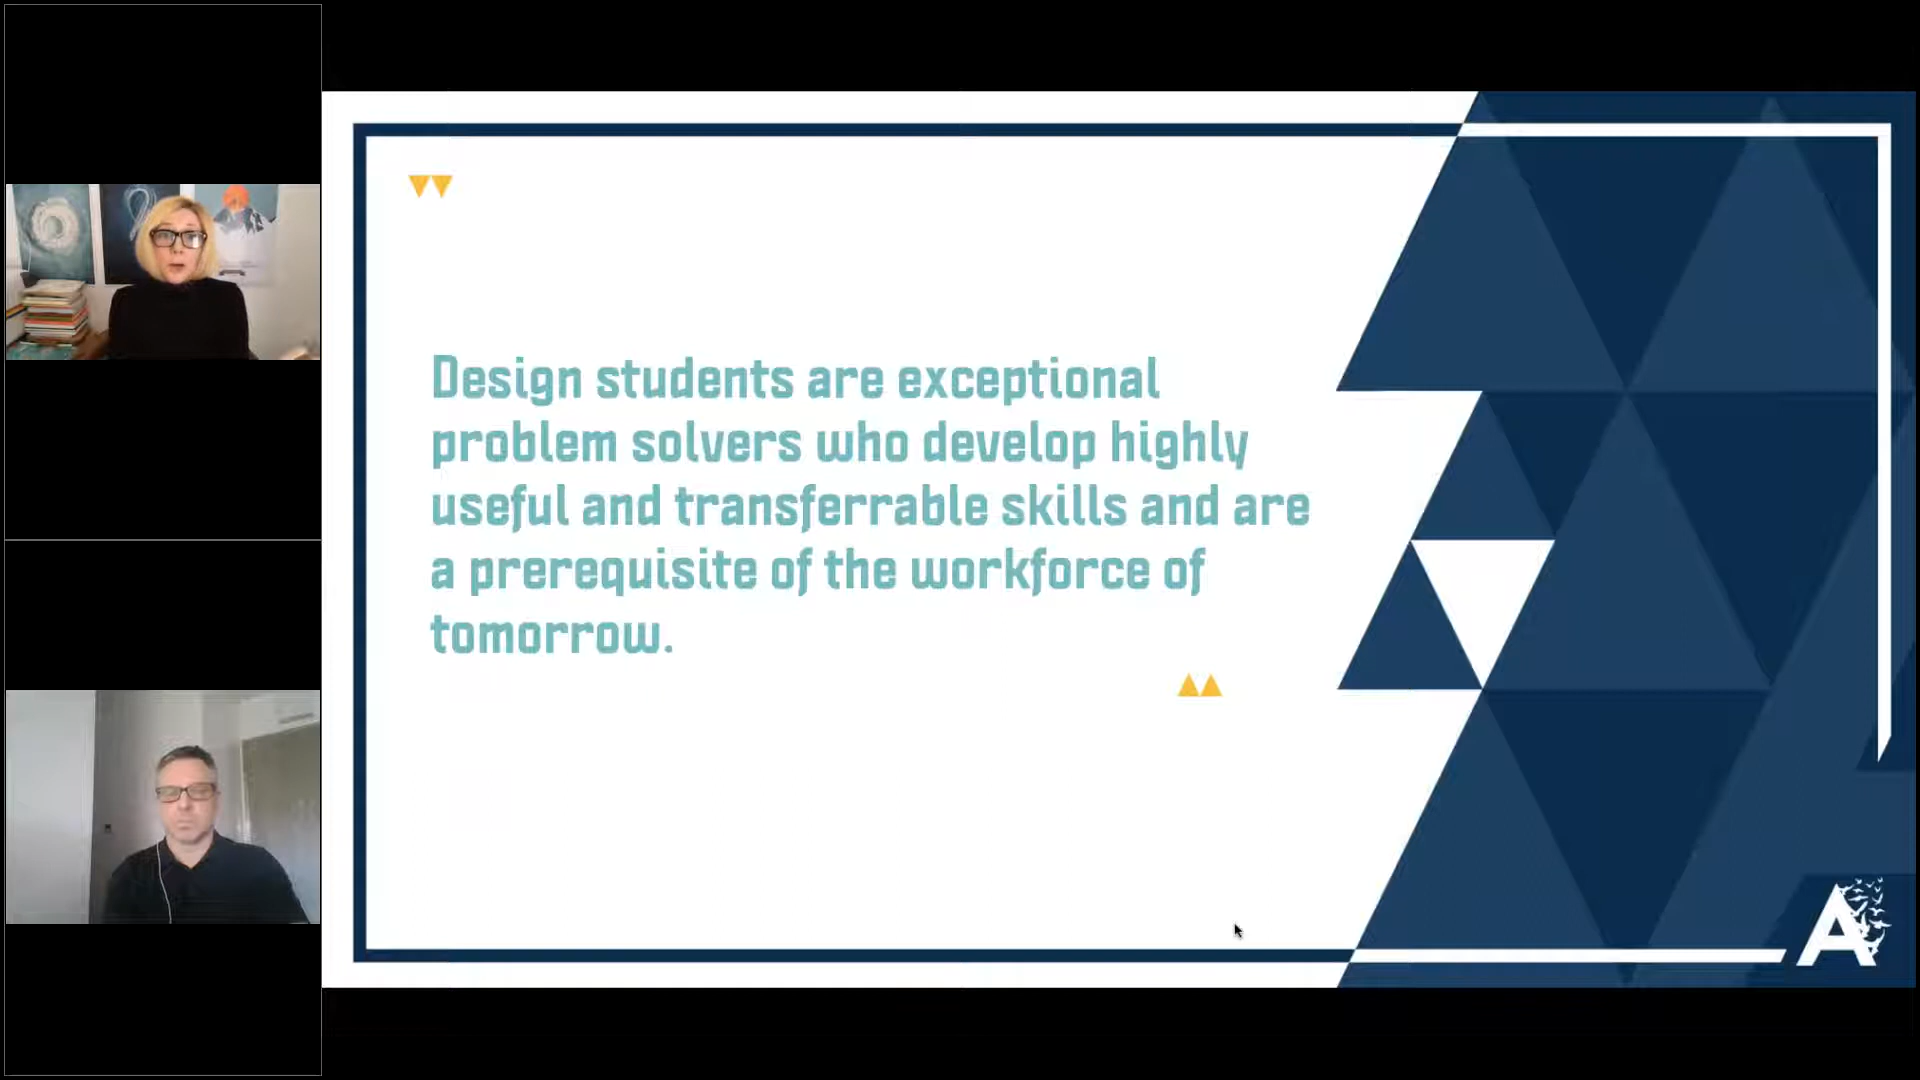 Design students are exceptional
problem solvers who develop highly
useful and transferrable skills and are
a prerequisite of the workforce of
tomorrow.
A